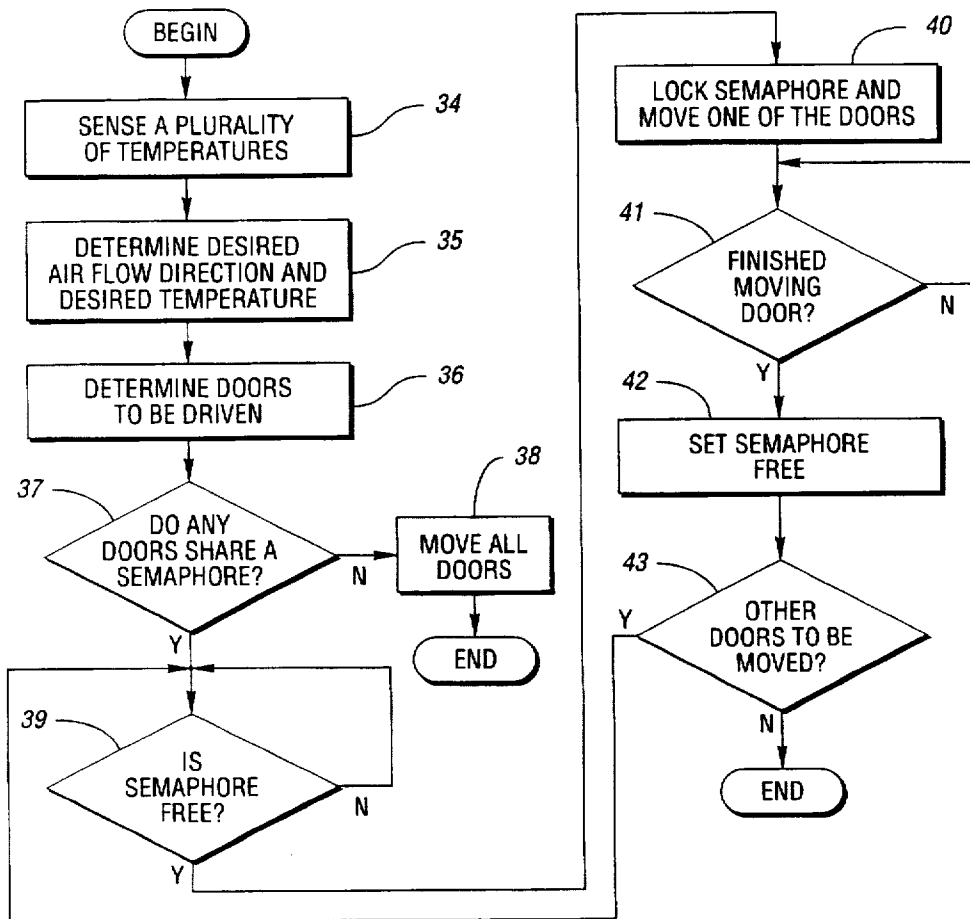 BEGIN
34
SENSE A PLURALITY
OF TEMPERATURES
35
DETERMINE DESIRED
AIR FLOW DIRECTION AND
DESIRED TEMPERATURE
36
DETERMINE DOORS
TO BE DRIVEN
37
DO ANY
DOORS SHARE A
SEMAPHORE?
N
Y
38
MOVE ALL
DOORS
END
39
IS
SEMAPHORE
FREE?
N
Y
40
LOCK SEMAPHORE AND
MOVE ONE OF THE DOORS
41
FINISHED
MOVING
DOOR?
N
Y
42
SET SEMAPHORE
FREE
43
OTHER
DOORS TO BE
MOVED?
Y
N
END